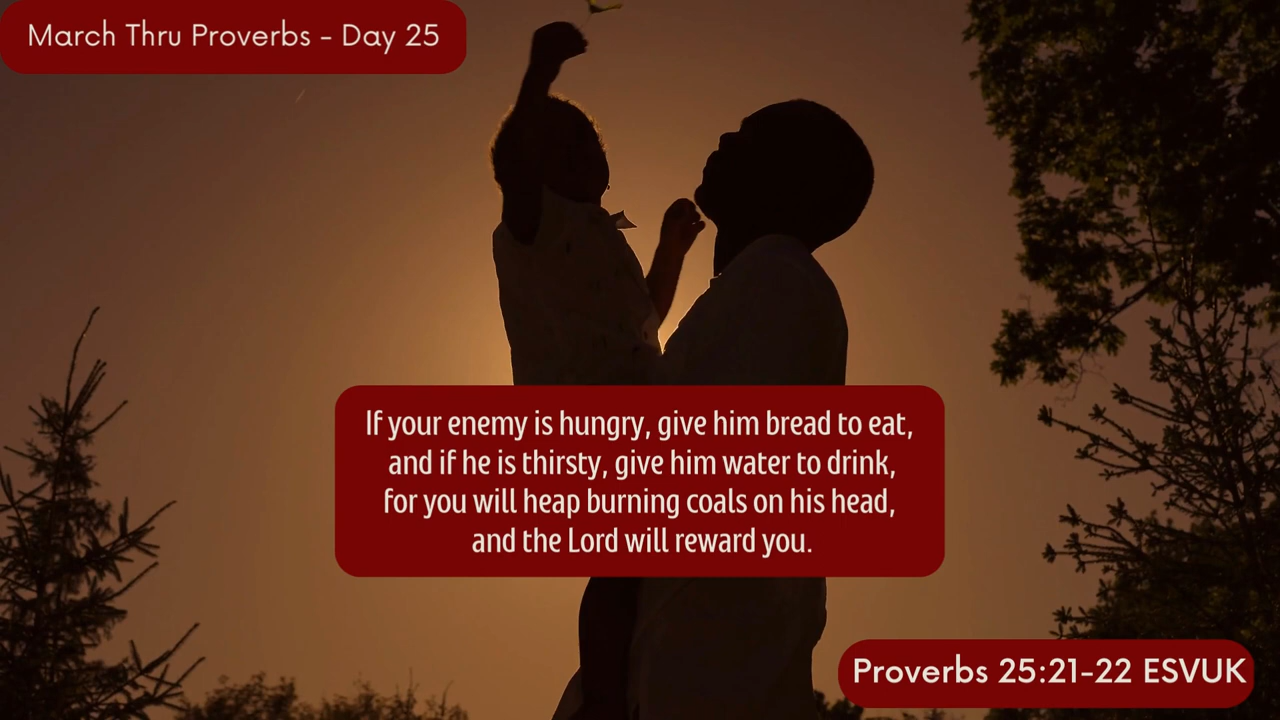 March Thru Proverbs - Day 25
If your enemy is hungry, give him bread to eat,
and if he is thirsty, give him water to drink,
for you will heap burning coals on his head,
and the Lord will reward you.
Proverbs 25:21-22 ESVUK